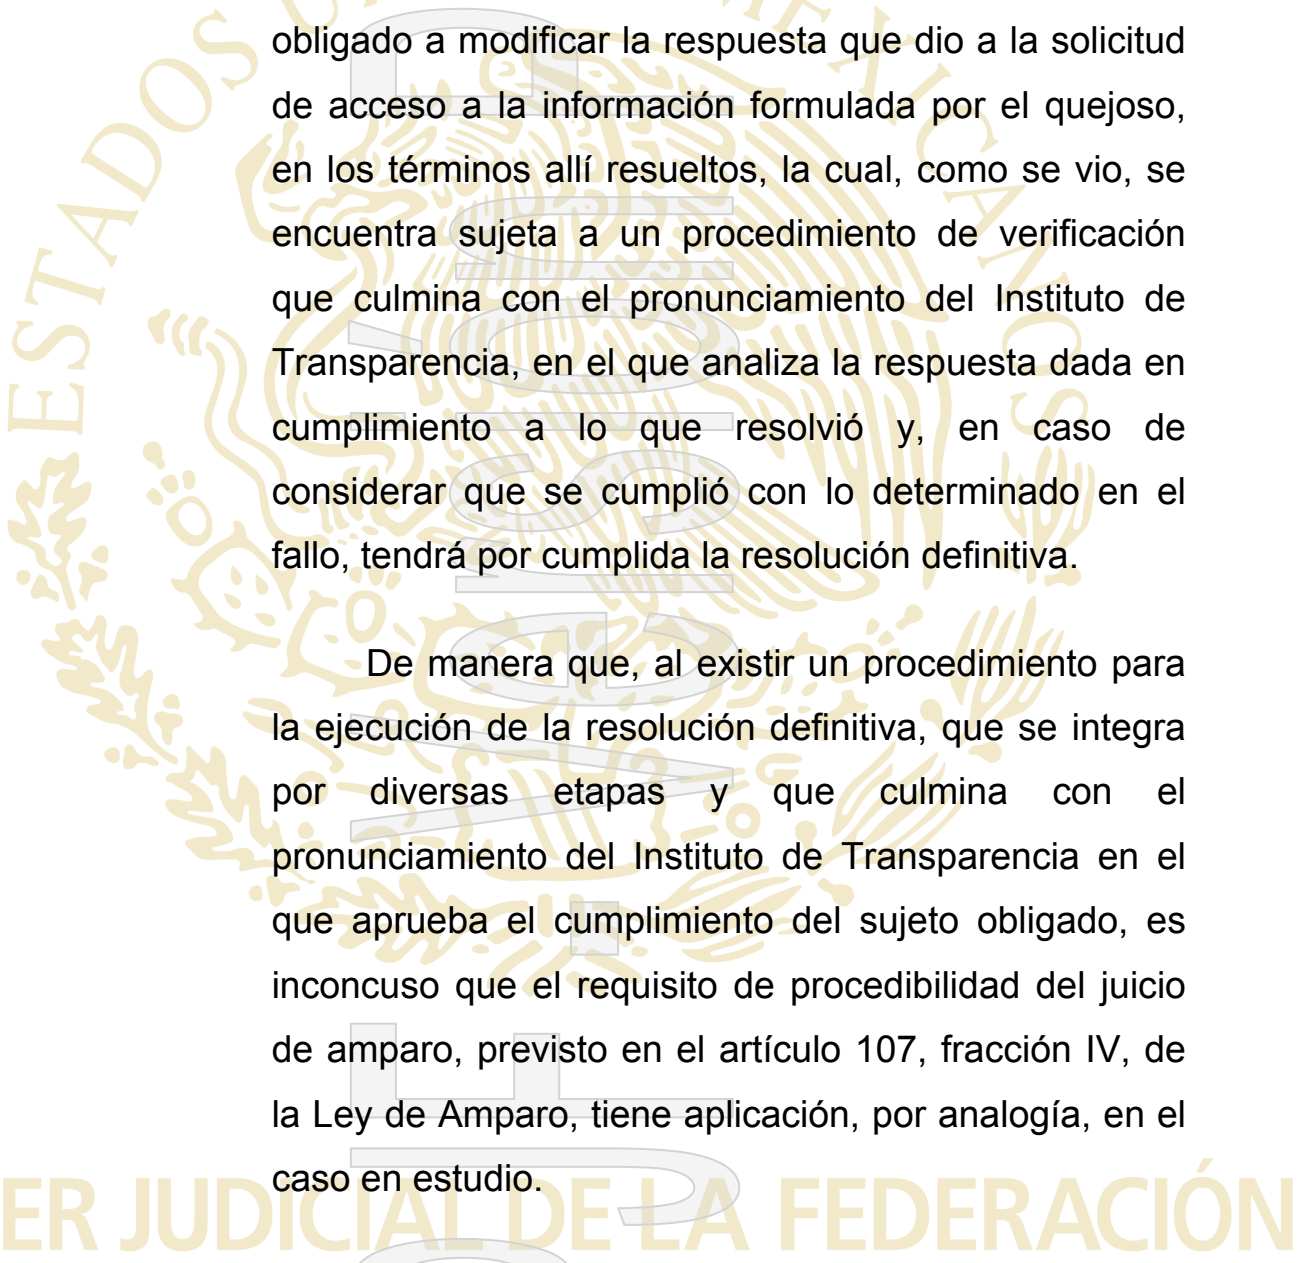 obligado a modificar la respuesta que dio a la solicitud
de acceso a la información formulada por el quejoso,
en los términos allí resueltos, la cual, como se vio, se
encuentra sujeta a un procedimiento de verificación
que culmina con el pronunciamiento del Instituto de
Transparencia, en el que analiza la respuesta dada en
cumplimiento a lo que resolvió y, en caso de
considerar que se cumplió con lo determinado en el
fallo, tendrá por cumplida la resolución definitiva.
De manera que, al existir un procedimiento para
la ejecución de la resolución definitiva, que se integra
por diversas etapas y que culmina con el
pronunciamiento del Instituto de Transparencia en el
que aprueba el cumplimiento del sujeto obligado, es
inconcuso que el requisito de procedibilidad del juicio
de amparo, previsto en el artículo 107, fracción IV, de
la Ley de Amparo, tiene aplicación, por analogía, en el
caso en estudio.
ESTADOS U MEXICANOS
ER JUDICIAL DE LA FEDERACIÓN